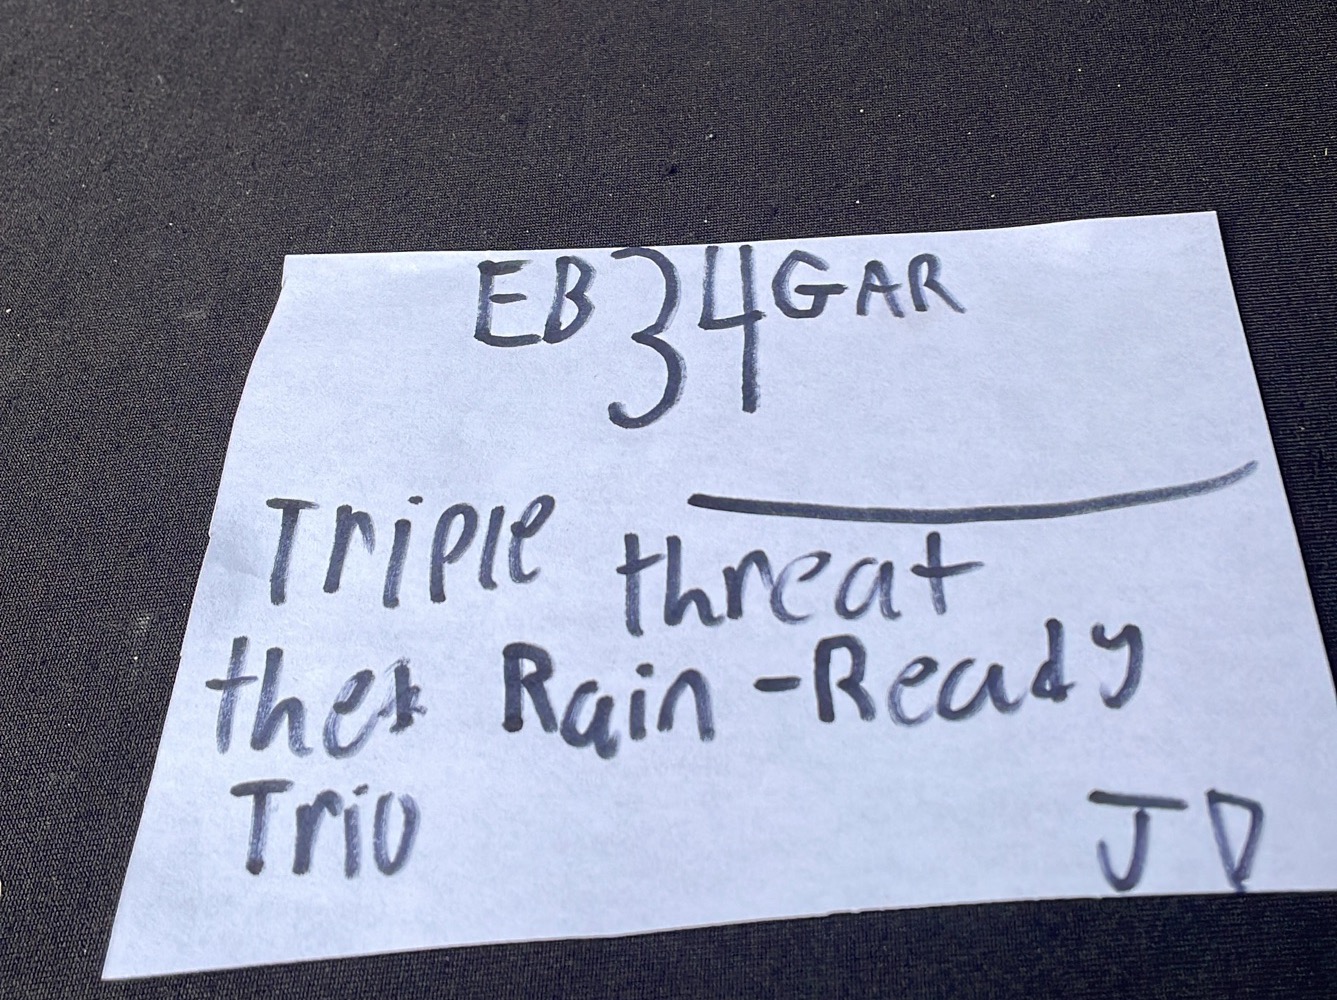 EB34GAR
Triple threat
the Rain-Ready
Trio
JD